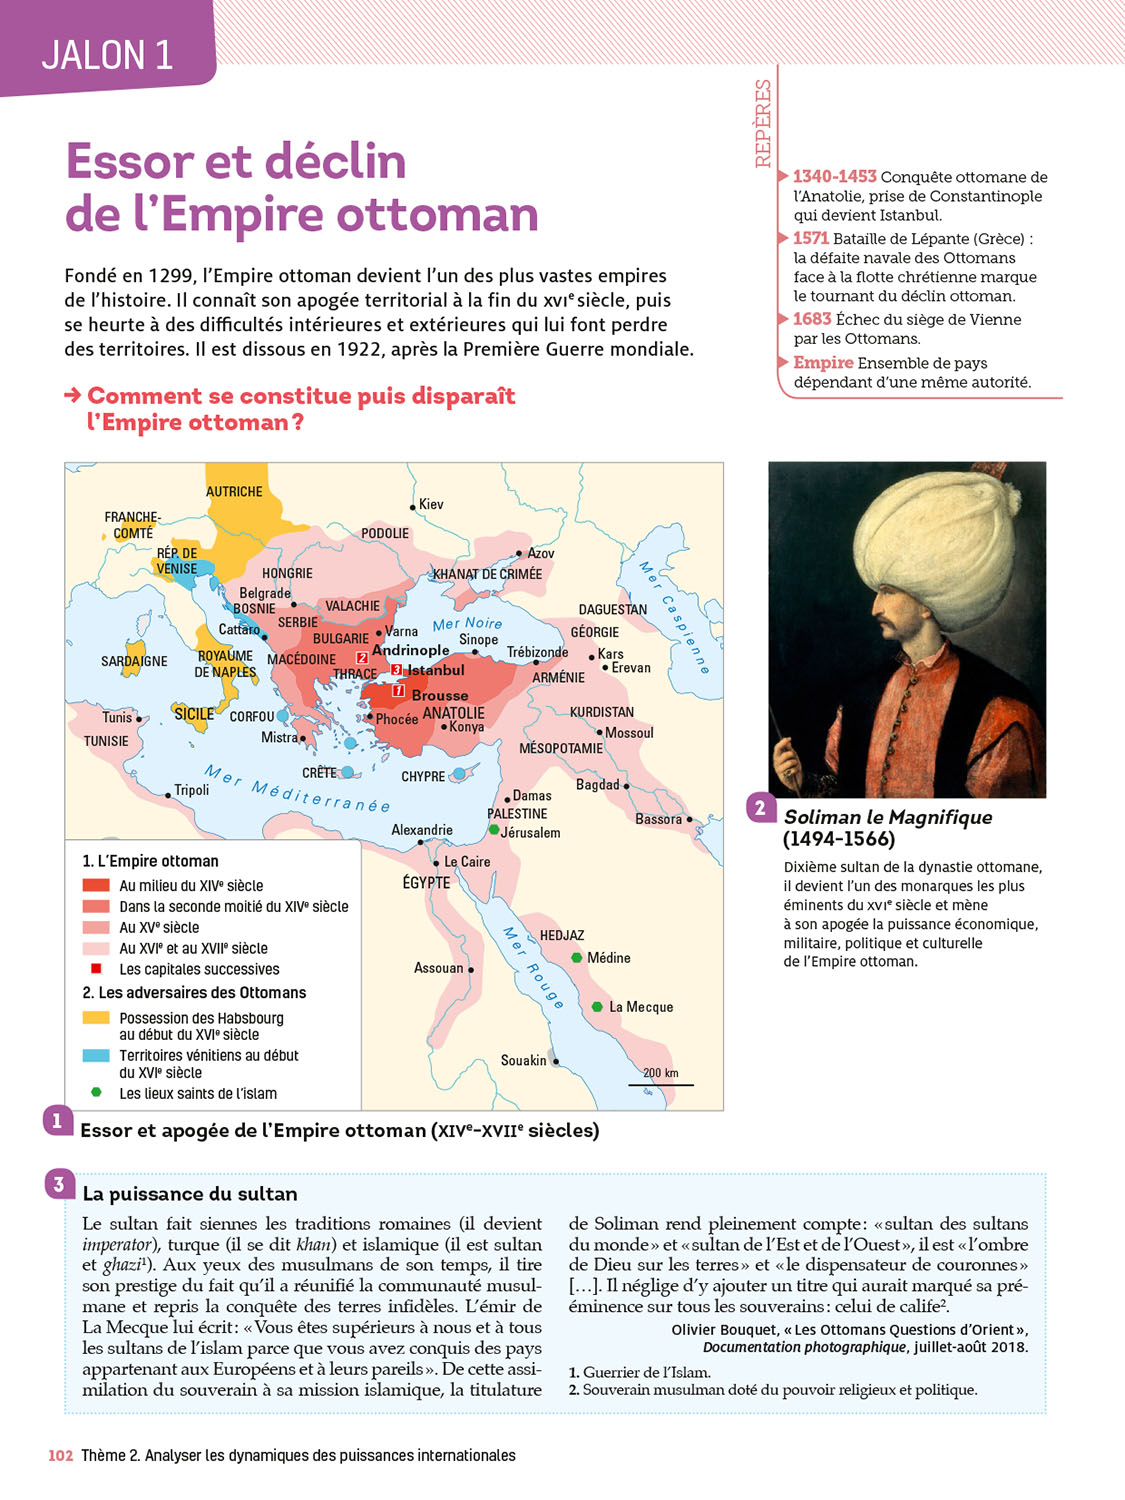 JALON 1
Essor et déclin
de l'Empire ottoman
Fondé en 1299, l'Empire ottoman devient l'un des plus vastes empires
de l'histoire. Il connaît son apogée territorial à la fin du XVIe siècle, puis
se heurte à des difficultés intérieures et extérieures qui lui font perdre
des territoires. Il est dissous en 1922, après la Première Guerre mondiale.
→ Comment se constitue puis disparaît
l'Empire ottoman ?
REPÈRES
1340-1453 Conquête ottomane de
l'Anatolie, prise de Constantinople
qui devient Istanbul.
1571 Bataille de Lépante (Grèce) :
la défaite navale des Ottomans
face à la flotte chrétienne marque
le tournant du déclin ottoman.
1683 Échec du siège de Vienne
par les Ottomans.
Empire Ensemble de pays
dépendant d'une même autorité.
AUTRICHE
Kiev
FRANCHE-
COMTÉ
PODOLIE
RÉP. DE
VENISE
Azov
HONGRIE
KHANAT DE CRIMÉE
Mer Caspienne
Belgrade
BOSNIE
VALACHIE
DAGUESTAN
SERBIE
Cattaro
BULGARIE
Varna
Mer Noire
GÉORGIE
Sinope
SARDAIGNE
ROYAUME
DE NAPLES
MACÉDOINE
2
Andrinople
Trébizonde
Kars
Erevan
THRACE
3
Istanbul
ARMÉNIE
1
Brousse
Tunis
SICILE
CORFOU
Phocée
ANATOLIE
KURDISTAN
Konya
TUNISIE
Mistra
Mossoul
MÉSOPOTAMIE
CRÊTE
CHYPRE
Mer Méditerranée
Tripoli
Bagdad
Damas
PALESTINE
Bassora
Alexandrie
Jérusalem
Le Caire
ÉGYPTE
HEDJAZ
Médine
Assouan
Mer Rouge
La Mecque
Souakin
200 km
1. L'Empire ottoman
Au milieu du XIVe siècle
Dans la seconde moitié du XIVe siècle
Au XVe siècle
Au XVIe et au XVIIe siècle
Les capitales successives
2. Les adversaires des Ottomans
Possession des Habsbourg
au début du XVIe siècle
Territoires vénitiens au début
du XVIe siècle
Les lieux saints de l'islam
1
Essor et apogée de l'Empire ottoman (XIVe-XVIIe siècles)
2
Soliman le Magnifique
(1494-1566)
Dixième sultan de la dynastie ottomane,
il devient l'un des monarques les plus
éminents du XVIe siècle et mène
à son apogée la puissance économique,
militaire, politique et culturelle
de l'Empire ottoman.
3
La puissance du sultan
Le sultan fait siennes les traditions romaines (il devient
imperator), turque (il se dit khan) et islamique (il est sultan
et ghazi1). Aux yeux des musulmans de son temps, il tire
son prestige du fait qu'il a réunifié la communauté musul-
mane et repris la conquête des terres infidèles. L'émir de
La Mecque lui écrit : « Vous êtes supérieurs à nous et à tous
les sultans de l'islam parce que vous avez conquis des pays
appartenant aux Européens et à leurs pareils ». De cette assi-
milation du souverain à sa mission islamique, la titulature
de Soliman rend pleinement compte : « sultan des sultans
du monde » et « sultan de l'Est et de l'Ouest », il est « l'ombre
de Dieu sur les terres » et « le dispensateur de couronnes »
[…]. Il néglige d'y ajouter un titre qui aurait marqué sa pré-
éminence sur tous les souverains : celui de calife2.
Olivier Bouquet, « Les Ottomans Questions d'Orient »,
Documentation photographique, juillet-août 2018.
1. Guerrier de l'Islam.
2. Souverain musulman doté du pouvoir religieux et politique.
102 Thème 2. Analyser les dynamiques des puissances internationales